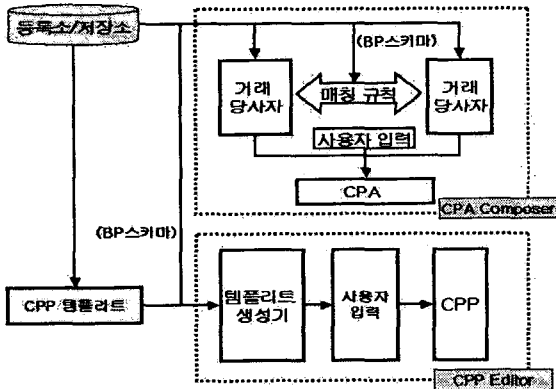 등록소/저장소
(BP스키마)
거래
당사자
매칭 규칙
거래
당사자
사용자 입력
CPA
CPA Composer
(BP스키마)
CPP 템플리트
템플리트
생성기
사용자
입력
CPP
CPP Editor